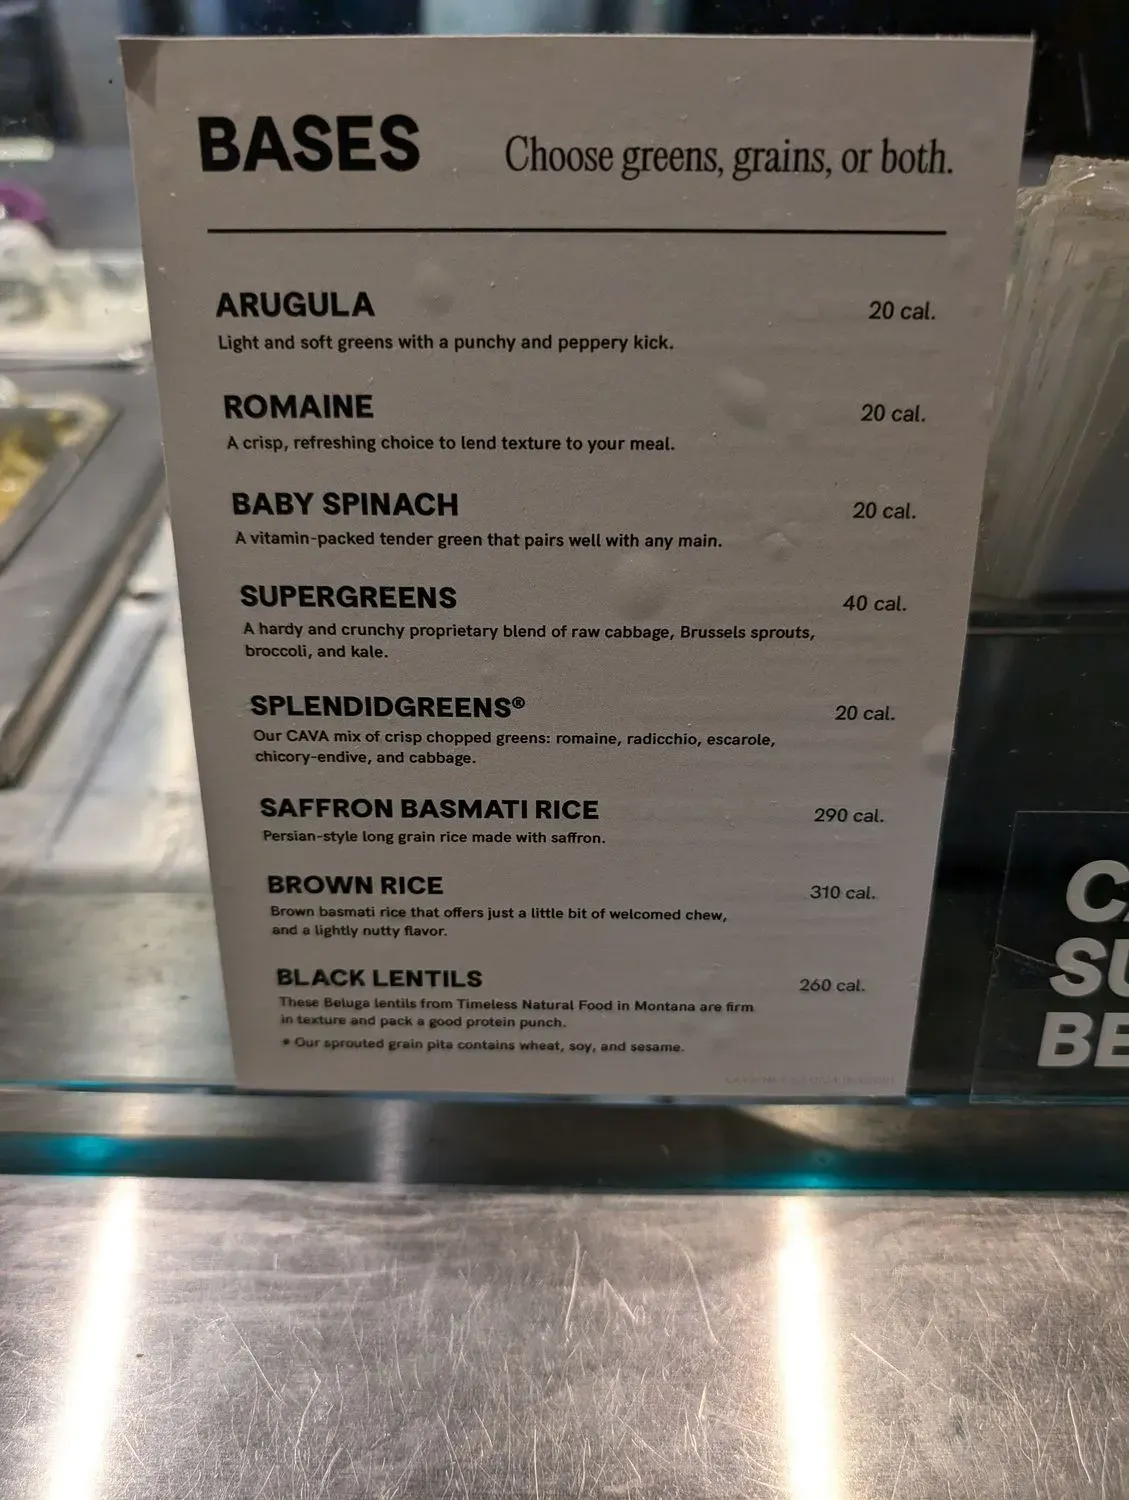 BASES Choose greens, grains, or both.
ARUGULA 20 cal.
Light and soft greens with a punchy and peppery kick.
ROMAINE 20 cal.
A crisp, refreshing choice to lend texture to your meal.
BABY SPINACH 20 cal.
A vitamin-packed tender green that pairs well with any main.
SUPERGREENS 40 cal.
A hardy and crunchy proprietary blend of raw cabbage, Brussels sprouts,
broccoli, and kale.
SPLENDIDGREENS® 20 cal.
Our CAVA mix of crisp chopped greens: romaine, radicchio, escarole,
chicory-endive, and cabbage.
SAFFRON BASMATI RICE 290 cal.
Persian-style long grain rice made with saffron.
BROWN RICE 310 cal.
Brown basmati rice that offers just a little bit of welcomed chew,
and a lightly nutty flavor.
BLACK LENTILS 260 cal.
These Beluga lentils from Timeless Natural Food in Montana are firm
in texture and pack a good protein punch.
* Our sprouted grain pita contains wheat, soy, and sesame.
SU
BE